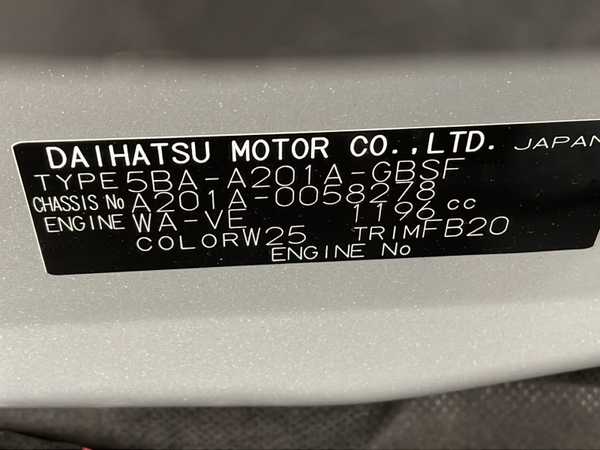 DAIHATSU MOTOR CO.,LTD. JAPAN
TYPE 5BA-A201A-GBSF
CHASSIS No A201A-0058278
ENGINE WA-VE 1196 cc
COLOR W25 TRIM FB20
ENGINE No